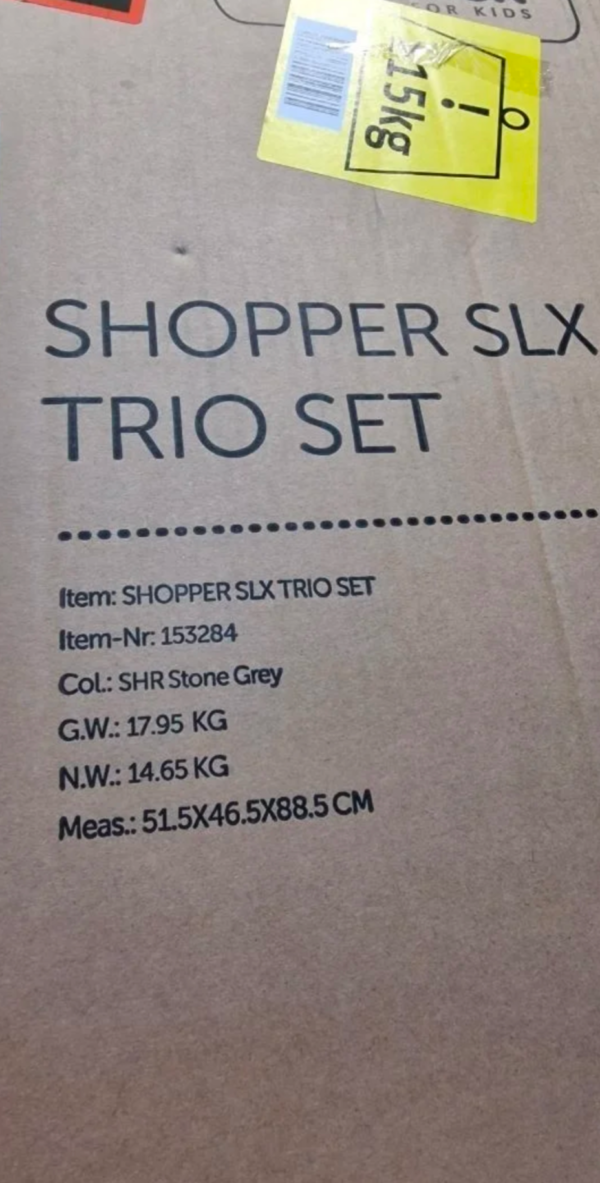 FOR KIDS
15kg
!
SHOPPER SLX
TRIO SET
Item: SHOPPER SLX TRIO SET
Item-Nr: 153284
Col.: SHR Stone Grey
G.W.: 17.95 KG
N.W.: 14.65 KG
Meas.: 51.5X46.5X88.5 CM